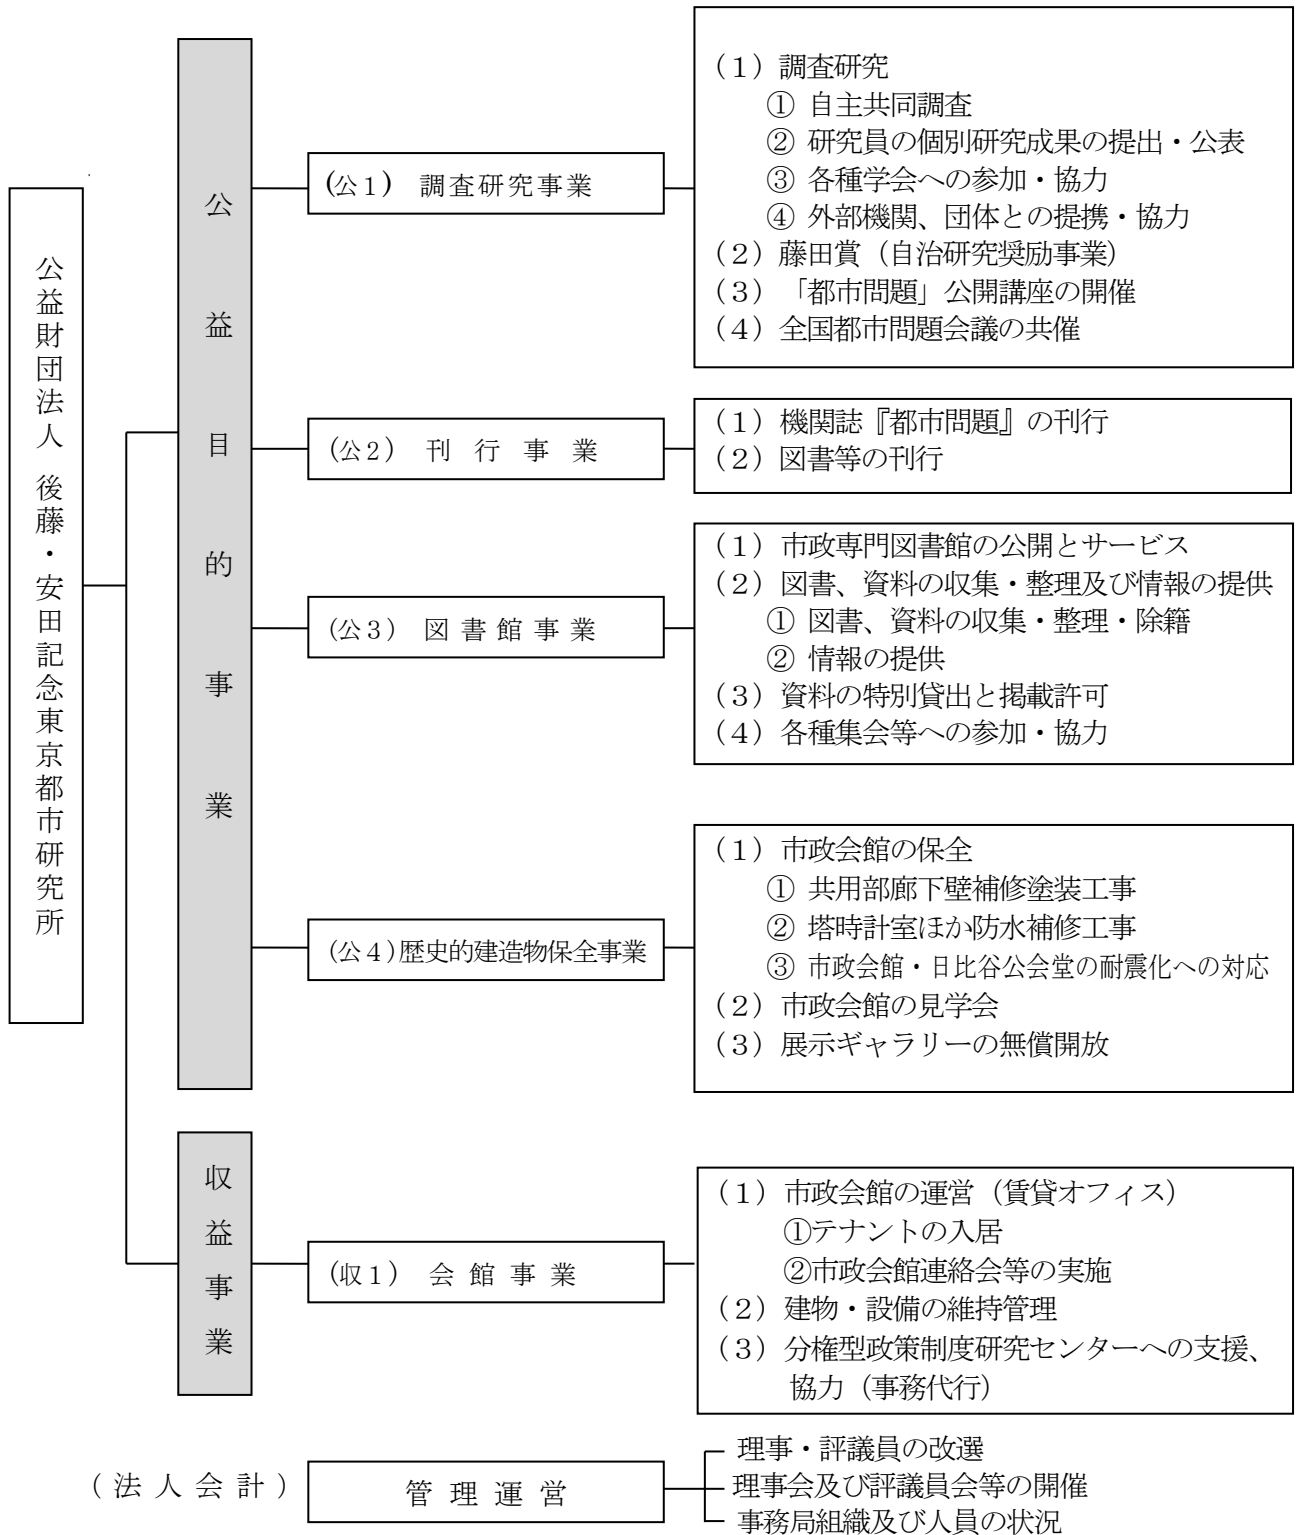 公益財団法人 後藤・安田記念東京都市研究所
公益目的事業
(公1) 調査研究事業
(1)調査研究
① 自主共同調査
② 研究員の個別研究成果の提出・公表
③ 各種学会への参加・協力
④ 外部機関、団体との提携・協力
(2)藤田賞(自治研究奨励事業)
(3)「都市問題」公開講座の開催
(4)全国都市問題会議の共催
(公2) 刊行事業
(1)機関誌『都市問題』の刊行
(2)図書等の刊行
(公3) 図書館事業
(1)市政専門図書館の公開とサービス
(2)図書、資料の収集・整理及び情報の提供
① 図書、資料の収集・整理・除籍
② 情報の提供
(3)資料の特別貸出と掲載許可
(4)各種集会等への参加・協力
(公4)歴史的建造物保全事業
(1)市政会館の保全
① 共用部廊下壁補修塗装工事
② 塔時計室ほか防水補修工事
③ 市政会館・日比谷公会堂の耐震化への対応
(2)市政会館の見学会
(3)展示ギャラリーの無償開放
収益事業
(収1) 会館事業
(1)市政会館の運営(賃貸オフィス)
①テナントの入居
②市政会館連絡会等の実施
(2)建物・設備の維持管理
(3)分権型政策制度研究センターへの支援、
協力(事務代行)
(法人会計)
管理運営
理事・評議員の改選
理事会及び評議員会等の開催
事務局組織及び人員の状況